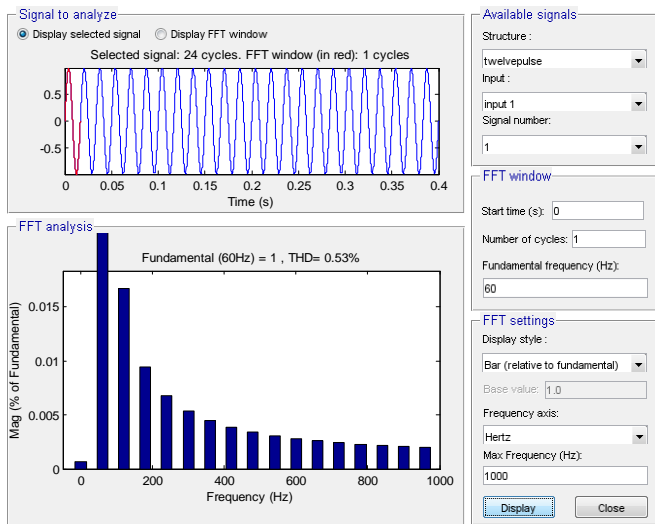 Signal to analyze
Display selected signal
Display FFT window
Selected signal: 24 cycles. FFT window (in red): 1 cycles
0.5
0
-0.5
0
0.05
0.1
0.15
0.2
0.25
0.3
0.35
0.4
Time (s)
FFT analysis
Fundamental (60Hz) = 1 , THD= 0.53%
0.015
0.01
0.005
0
Mag (% of Fundamental)
0
200
400
600
800
1000
Frequency (Hz)
Available signals
Structure :
twelvepulse
Input :
input 1
Signal number:
1
FFT window
Start time (s): 0
Number of cycles: 1
Fundamental frequency (Hz):
60
FFT settings
Display style :
Bar (relative to fundamental)
Base value: 1.0
Frequency axis:
Hertz
Max Frequency (Hz):
1000
Display
Close